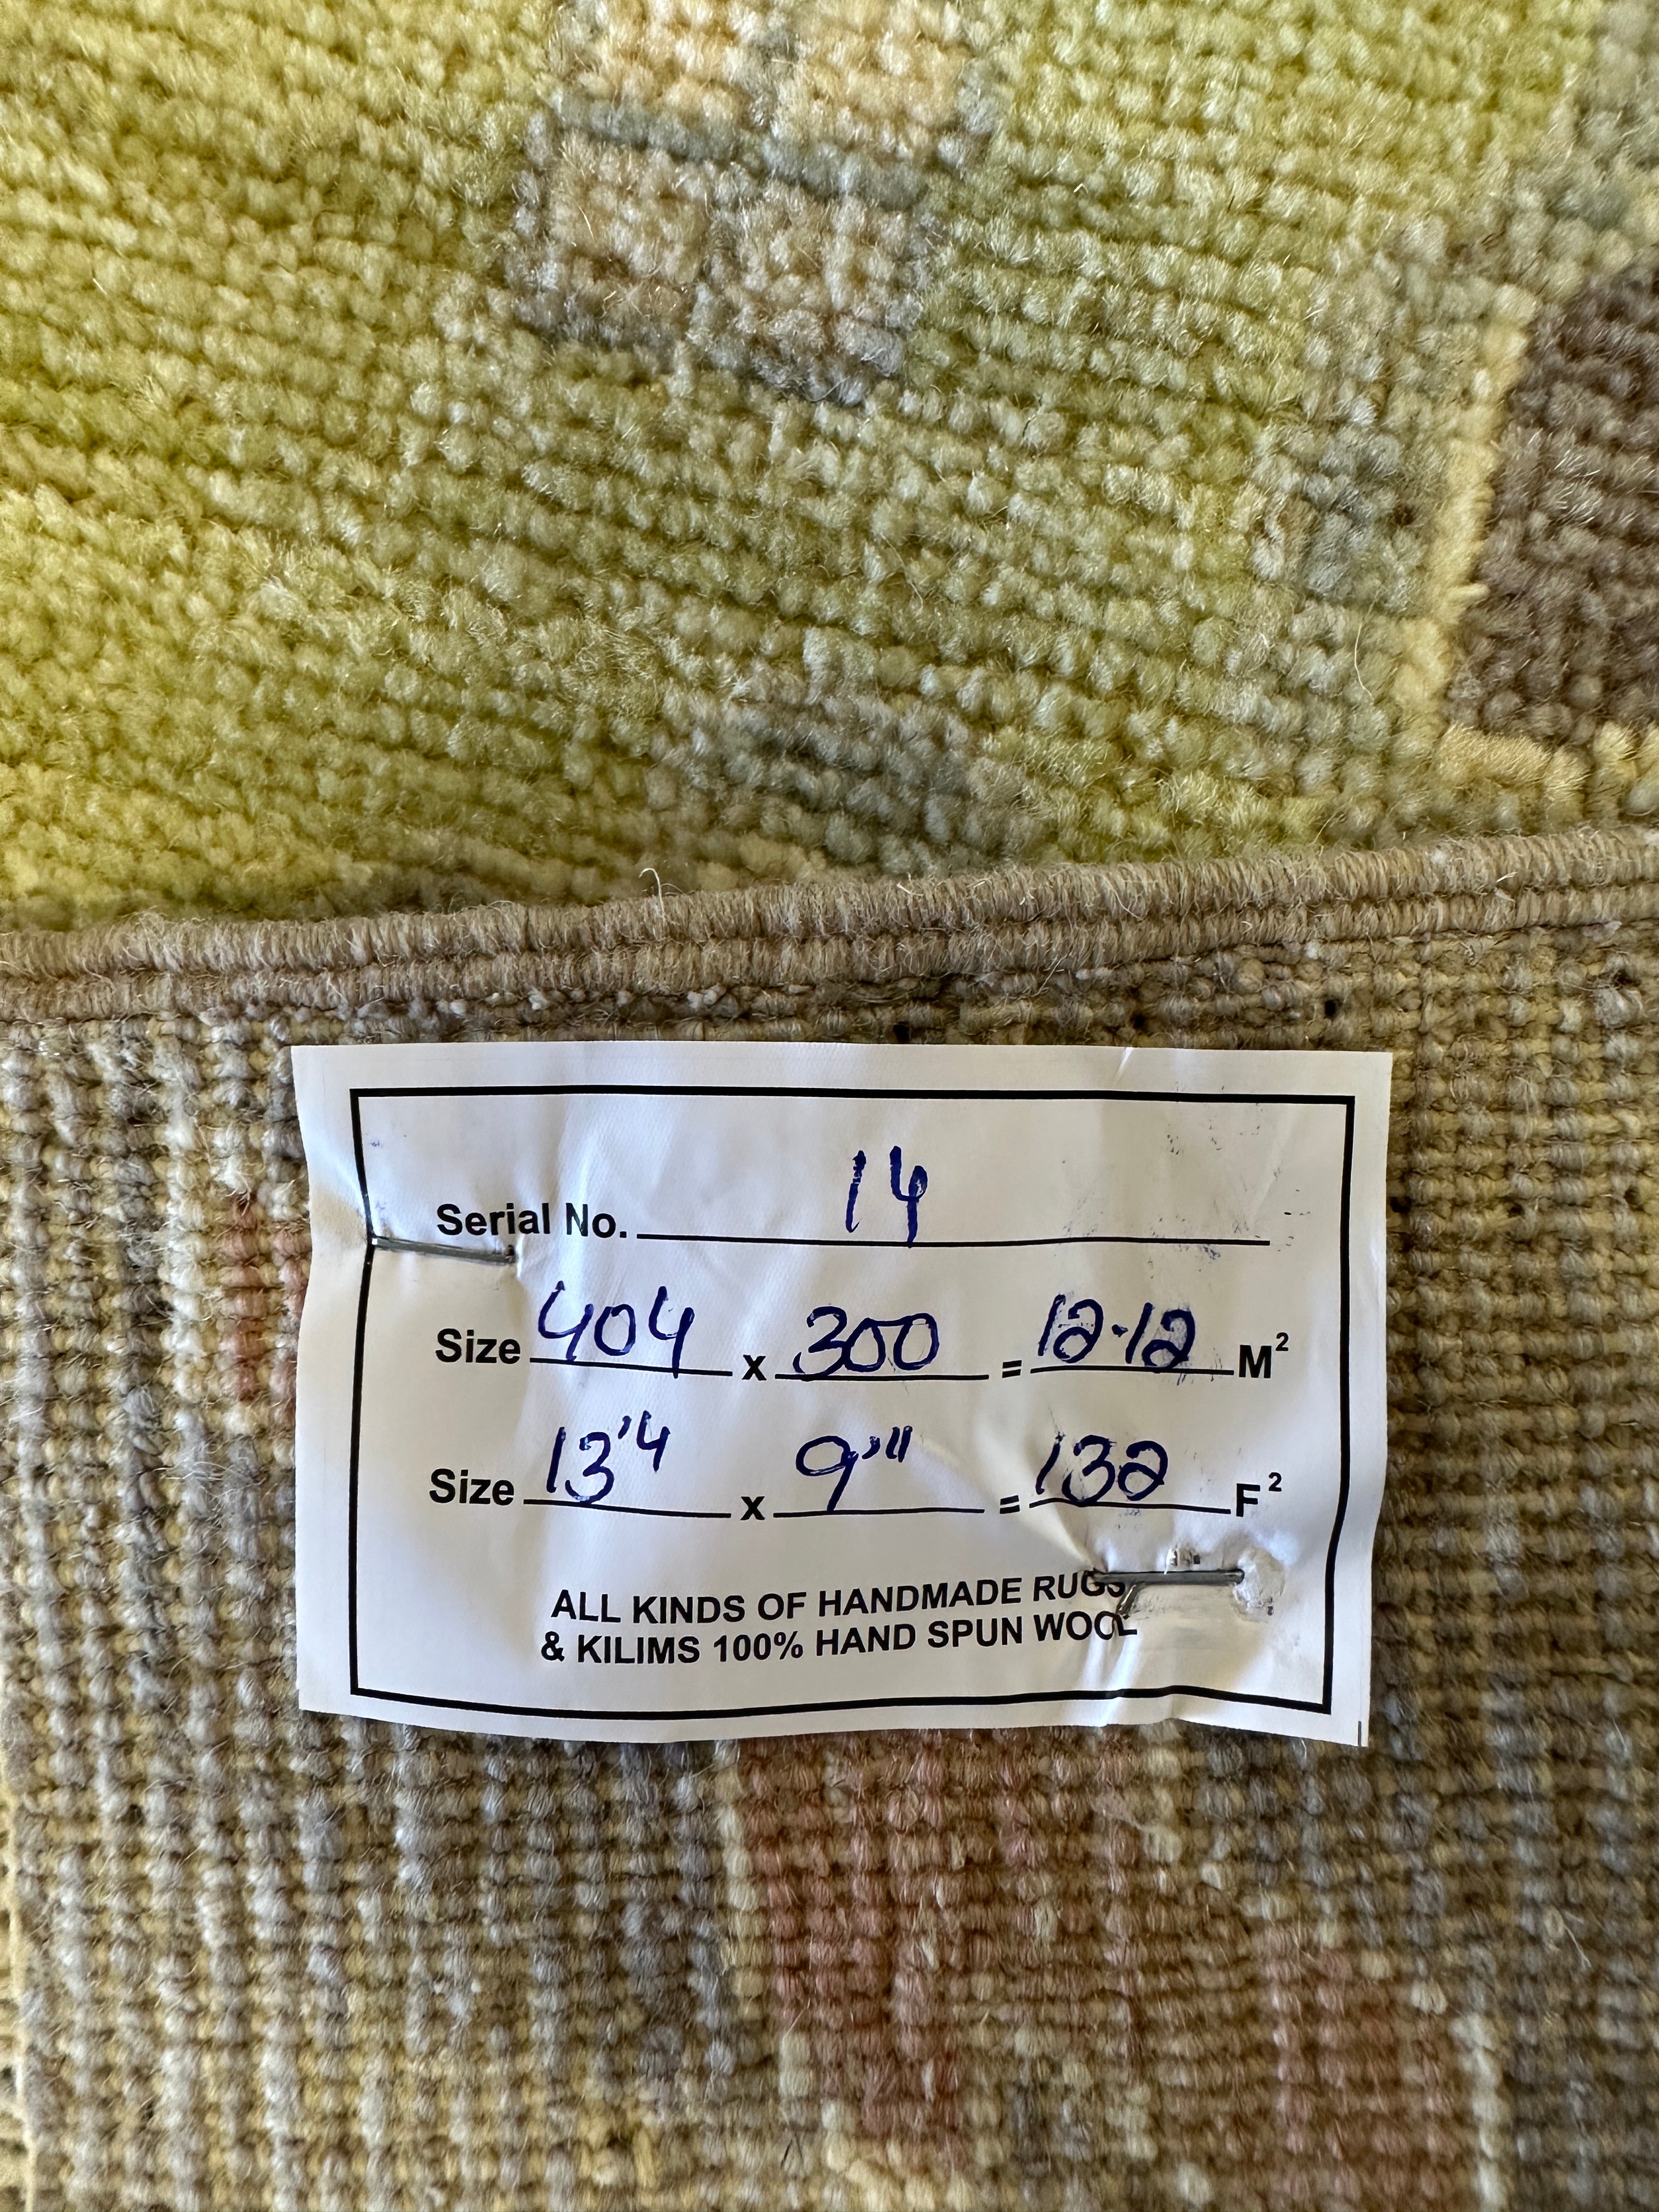 Serial No. 14
Size 404 x 300 = 12.12 M²
Size 13'4 x 9'11 = 132 F²
ALL KINDS OF HANDMADE RUGS
& KILIMS 100% HAND SPUN WOOL